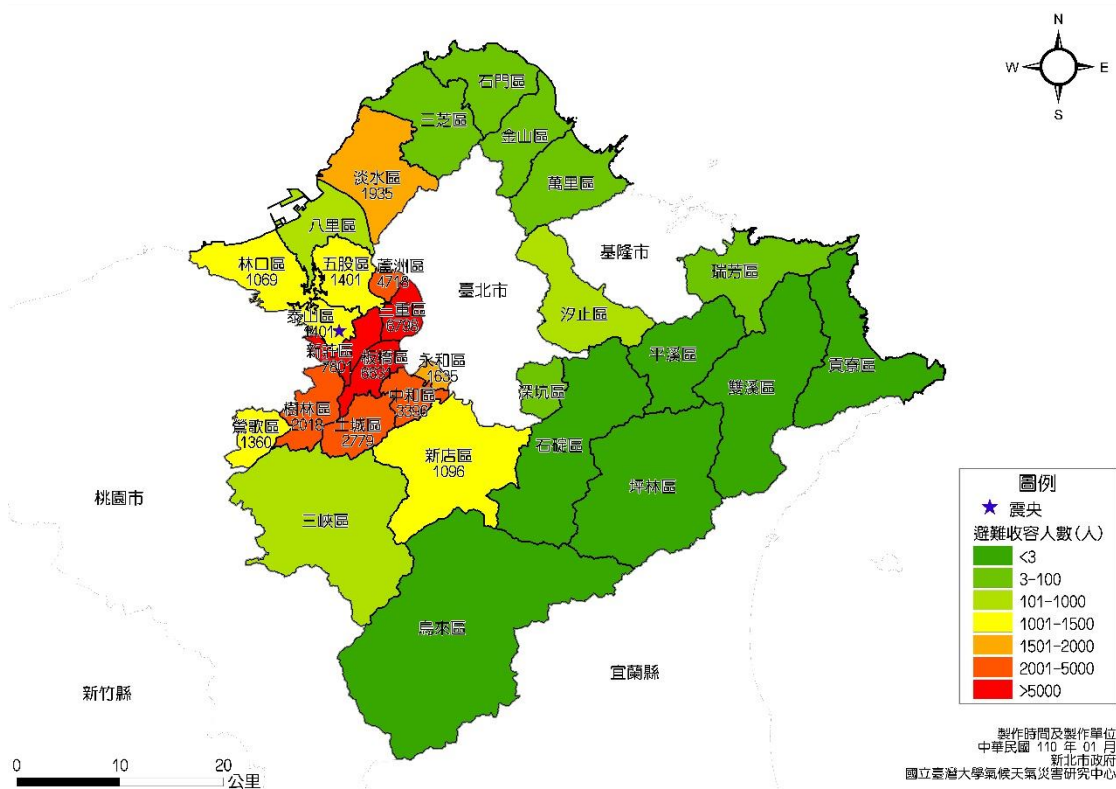 N
W
E
S
石門區
三芝區
金山區
淡水區
1935
萬里區
八里區
基隆市
林口區
1069
五股區
1401
蘆洲區
4718
臺北市
瑞芳區
三重區
汐止區
泰山區
新莊區
板橋區
永和區
1635
平溪區
雙溪區
貢寮區
中和區
3396
深坑區
樹林區
2018
土城區
2779
鶯歌區
1360
新店區
1096
石碇區
坪林區
桃園市
三峽區
烏來區
宜蘭縣
新竹縣
圖例
震央
避難收容人數(人)
<3
3-100
101-1000
1001-1500
1501-2000
2001-5000
>5000
製作時間及製作單位
中華民國 110 年 01 月
新北市政府
國立臺灣大學氣候天氣災害研究中心
0 10 20
公里